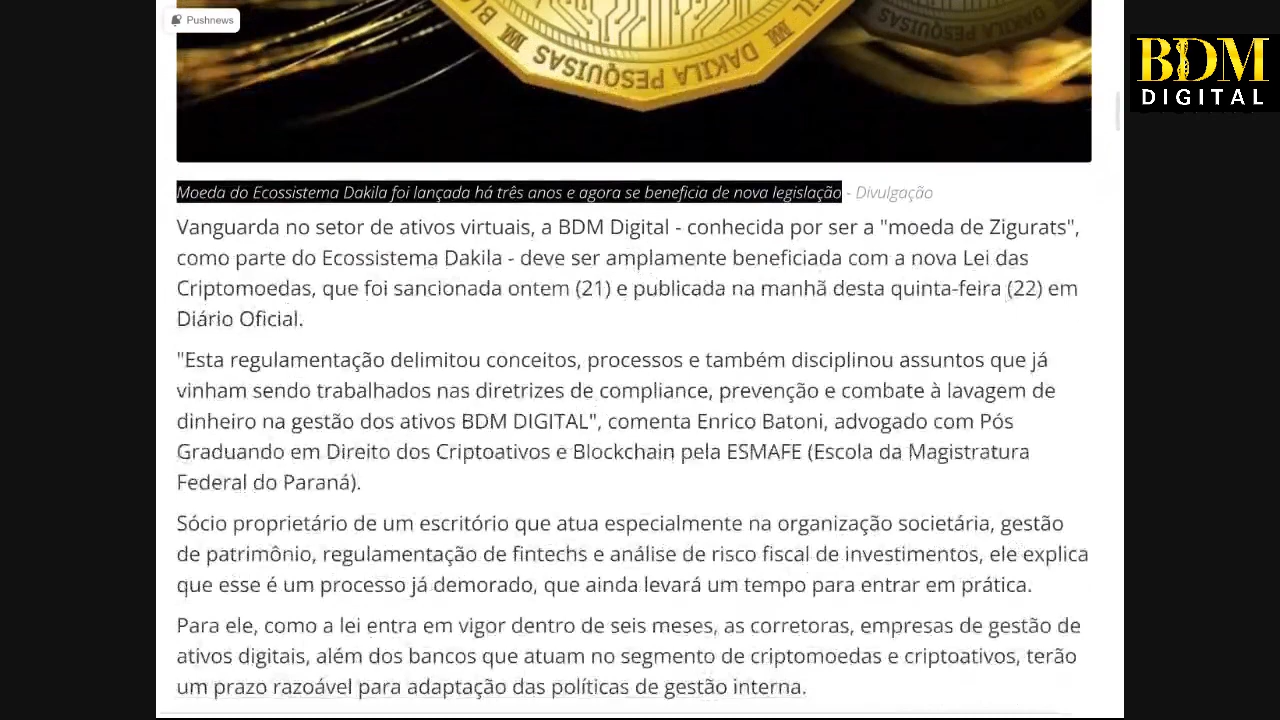 Pushnews
DAKILA PESQUISAS
BDM
DIGITAL
Moeda do Ecossistema Dakila foi lançada há três anos e agora se beneficia de nova legislação - Divulgação
Vanguarda no setor de ativos virtuais, a BDM Digital - conhecida por ser a "moeda de Zigurats",
como parte do Ecossistema Dakila - deve ser amplamente beneficiada com a nova Lei das
Criptomoedas, que foi sancionada ontem (21) e publicada na manhã desta quinta-feira (22) em
Diário Oficial.
"Esta regulamentação delimitou conceitos, processos e também disciplinou assuntos que já
vinham sendo trabalhados nas diretrizes de compliance, prevenção e combate à lavagem de
dinheiro na gestão dos ativos BDM DIGITAL", comenta Enrico Batoni, advogado com Pós
Graduando em Direito dos Criptoativos e Blockchain pela ESMAFE (Escola da Magistratura
Federal do Paraná).
Sócio proprietário de um escritório que atua especialmente na organização societária, gestão
de patrimônio, regulamentação de fintechs e análise de risco fiscal de investimentos, ele explica
que esse é um processo já demorado, que ainda levará um tempo para entrar em prática.
Para ele, como a lei entra em vigor dentro de seis meses, as corretoras, empresas de gestão de
ativos digitais, além dos bancos que atuam no segmento de criptomoedas e criptoativos, terão
um prazo razoável para adaptação das políticas de gestão interna.